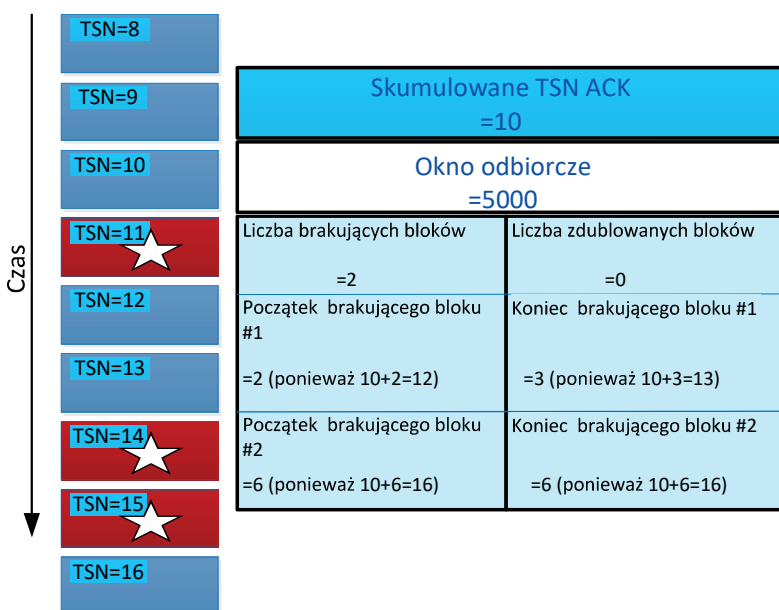 Czas
TSN=8
TSN=9
TSN=10
TSN=11
TSN=12
TSN=13
TSN=14
TSN=15
TSN=16
Skumulowane TSN ACK
=10
Okno odbiorcze
=5000
Liczba brakujących bloków
=2
Liczba zdublowanych bloków
=0
Początek brakującego bloku
#1
=2 (ponieważ 10+2=12)
Koniec brakującego bloku #1
=3 (ponieważ 10+3=13)
Początek brakującego bloku
#2
=6 (ponieważ 10+6=16)
Koniec brakującego bloku #2
=6 (ponieważ 10+6=16)